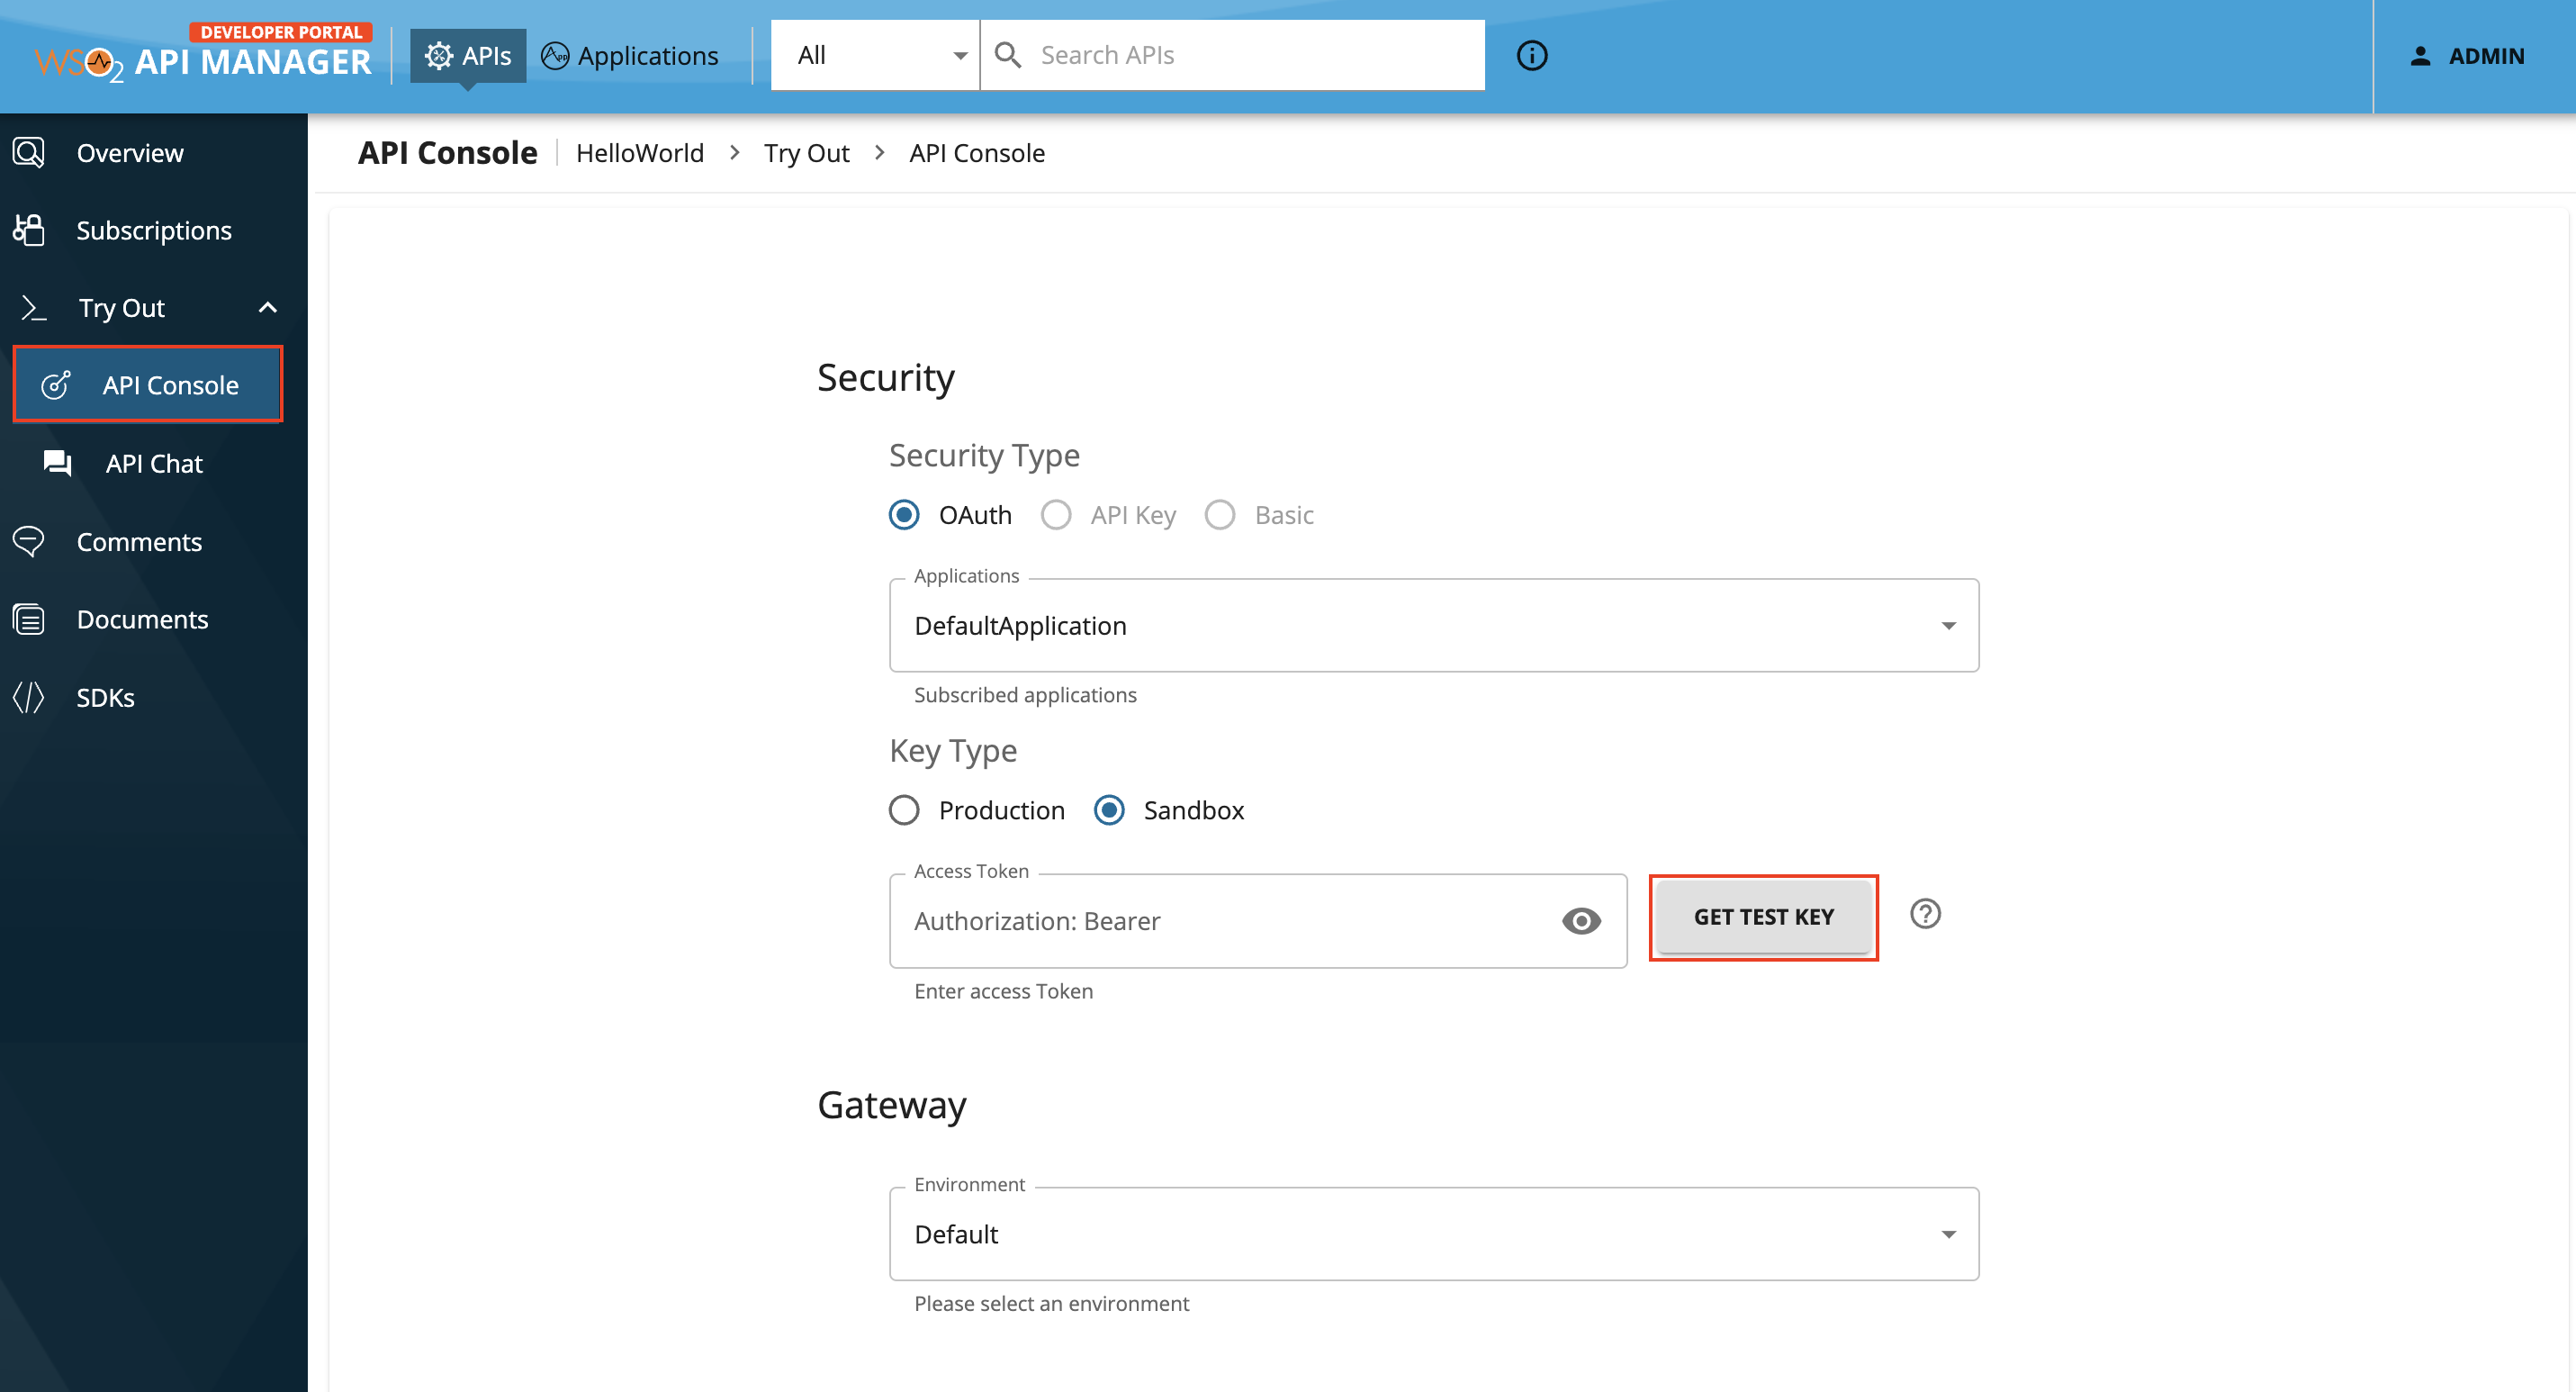 DEVELOPER PORTAL
WSO2 API MANAGER
APIs
APP Applications
All
Search APIs
ADMIN
Overview
Subscriptions
Try Out
API Console
API Chat
Comments
Documents
SDKs
API Console
HelloWorld > Try Out > API Console
Security
Security Type
OAuth API Key Basic
Applications
DefaultApplication
Subscribed applications
Key Type
Production Sandbox
Access Token
Authorization: Bearer
GET TEST KEY
Enter access Token
Gateway
Environment
Default
Please select an environment